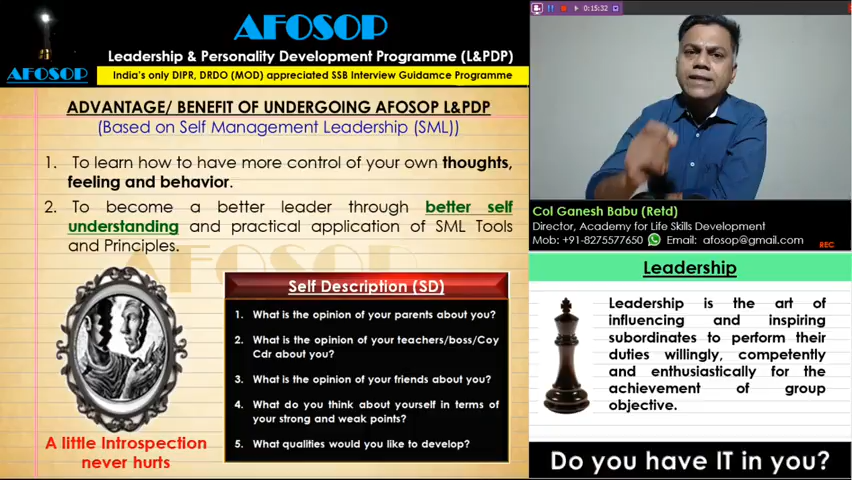 AFOSOP
Leadership & Personality Development Programme (L&PDP)
AFOSOP
India's only DIPR, DRDO (MOD) appreciated SSB Interview Guidamce Programme
ADVANTAGE/ BENEFIT OF UNDERGOING AFOSOP L&PDP
(Based on Self Management Leadership (SML))
1. To learn how to have more control of your own thoughts,
feeling and behavior.
2. To become a better leader through better self
understanding and practical application of SML Tools
and Principles.
AFOSOP
A little Introspection
never hurts
Self Description (SD)
1. What is the opinion of your parents about you?
2. What is the opinion of your teachers/boss/Coy
Cdr about you?
3. What is the opinion of your friends about you?
4. What do you think about yourself in terms of
your strong and weak points?
5. What qualities would you like to develop?
0:15:32
Col Ganesh Babu (Retd)
Director, Academy for Life Skills Development
Mob: +91-8275577650 Email: afosop@gmail.com
REC
Leadership
Leadership is the art of
influencing and inspiring
subordinates to perform their
duties willingly, competently
and enthusiastically for the
achievement of group
objective.
Do you have IT in you?